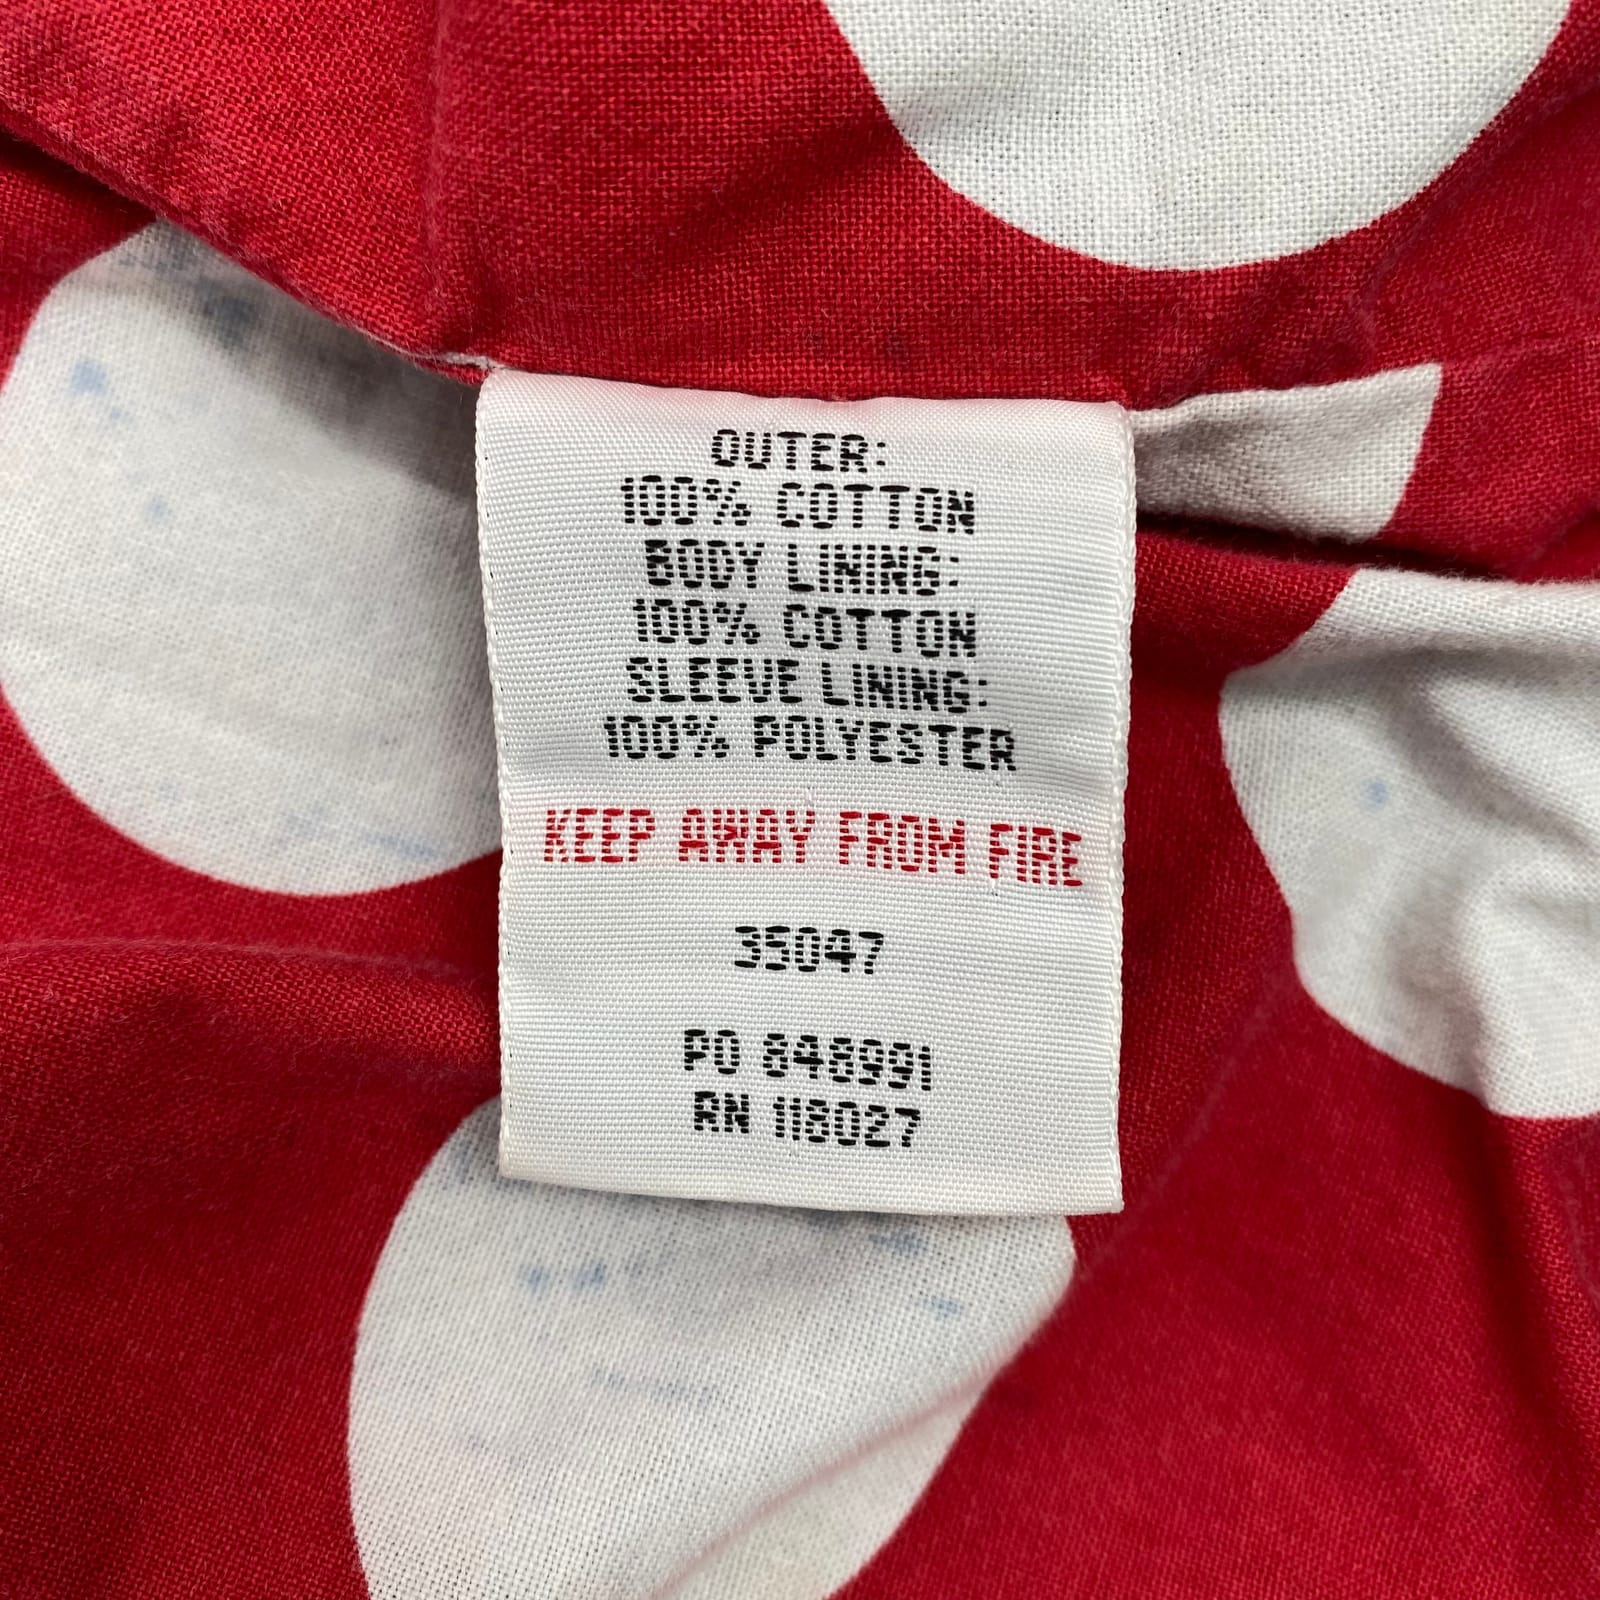 OUTER:
100% COTTON
BODY LINING:
100% COTTON
SLEEVE LINING:
100% POLYESTER
KEEP AWAY FROM FIRE
35047
PO 848991
RN 118027